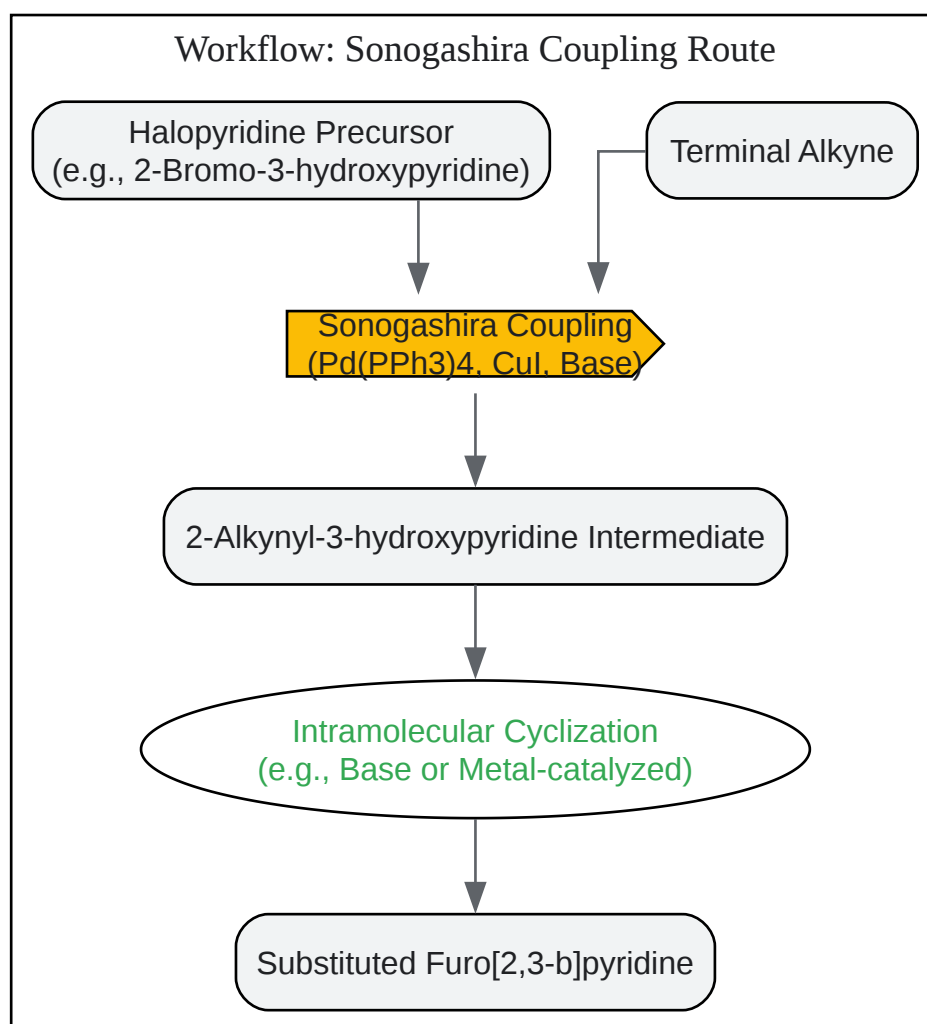 Workflow: Sonogashira Coupling Route
Halopyridine Precursor
(e.g., 2-Bromo-3-hydroxypyridine)
Terminal Alkyne
Sonogashira Coupling
(Pd(PPh3)4, CuI, Base)
2-Alkynyl-3-hydroxypyridine Intermediate
Intramolecular Cyclization
(e.g., Base or Metal-catalyzed)
Substituted Furo[2,3-b]pyridine